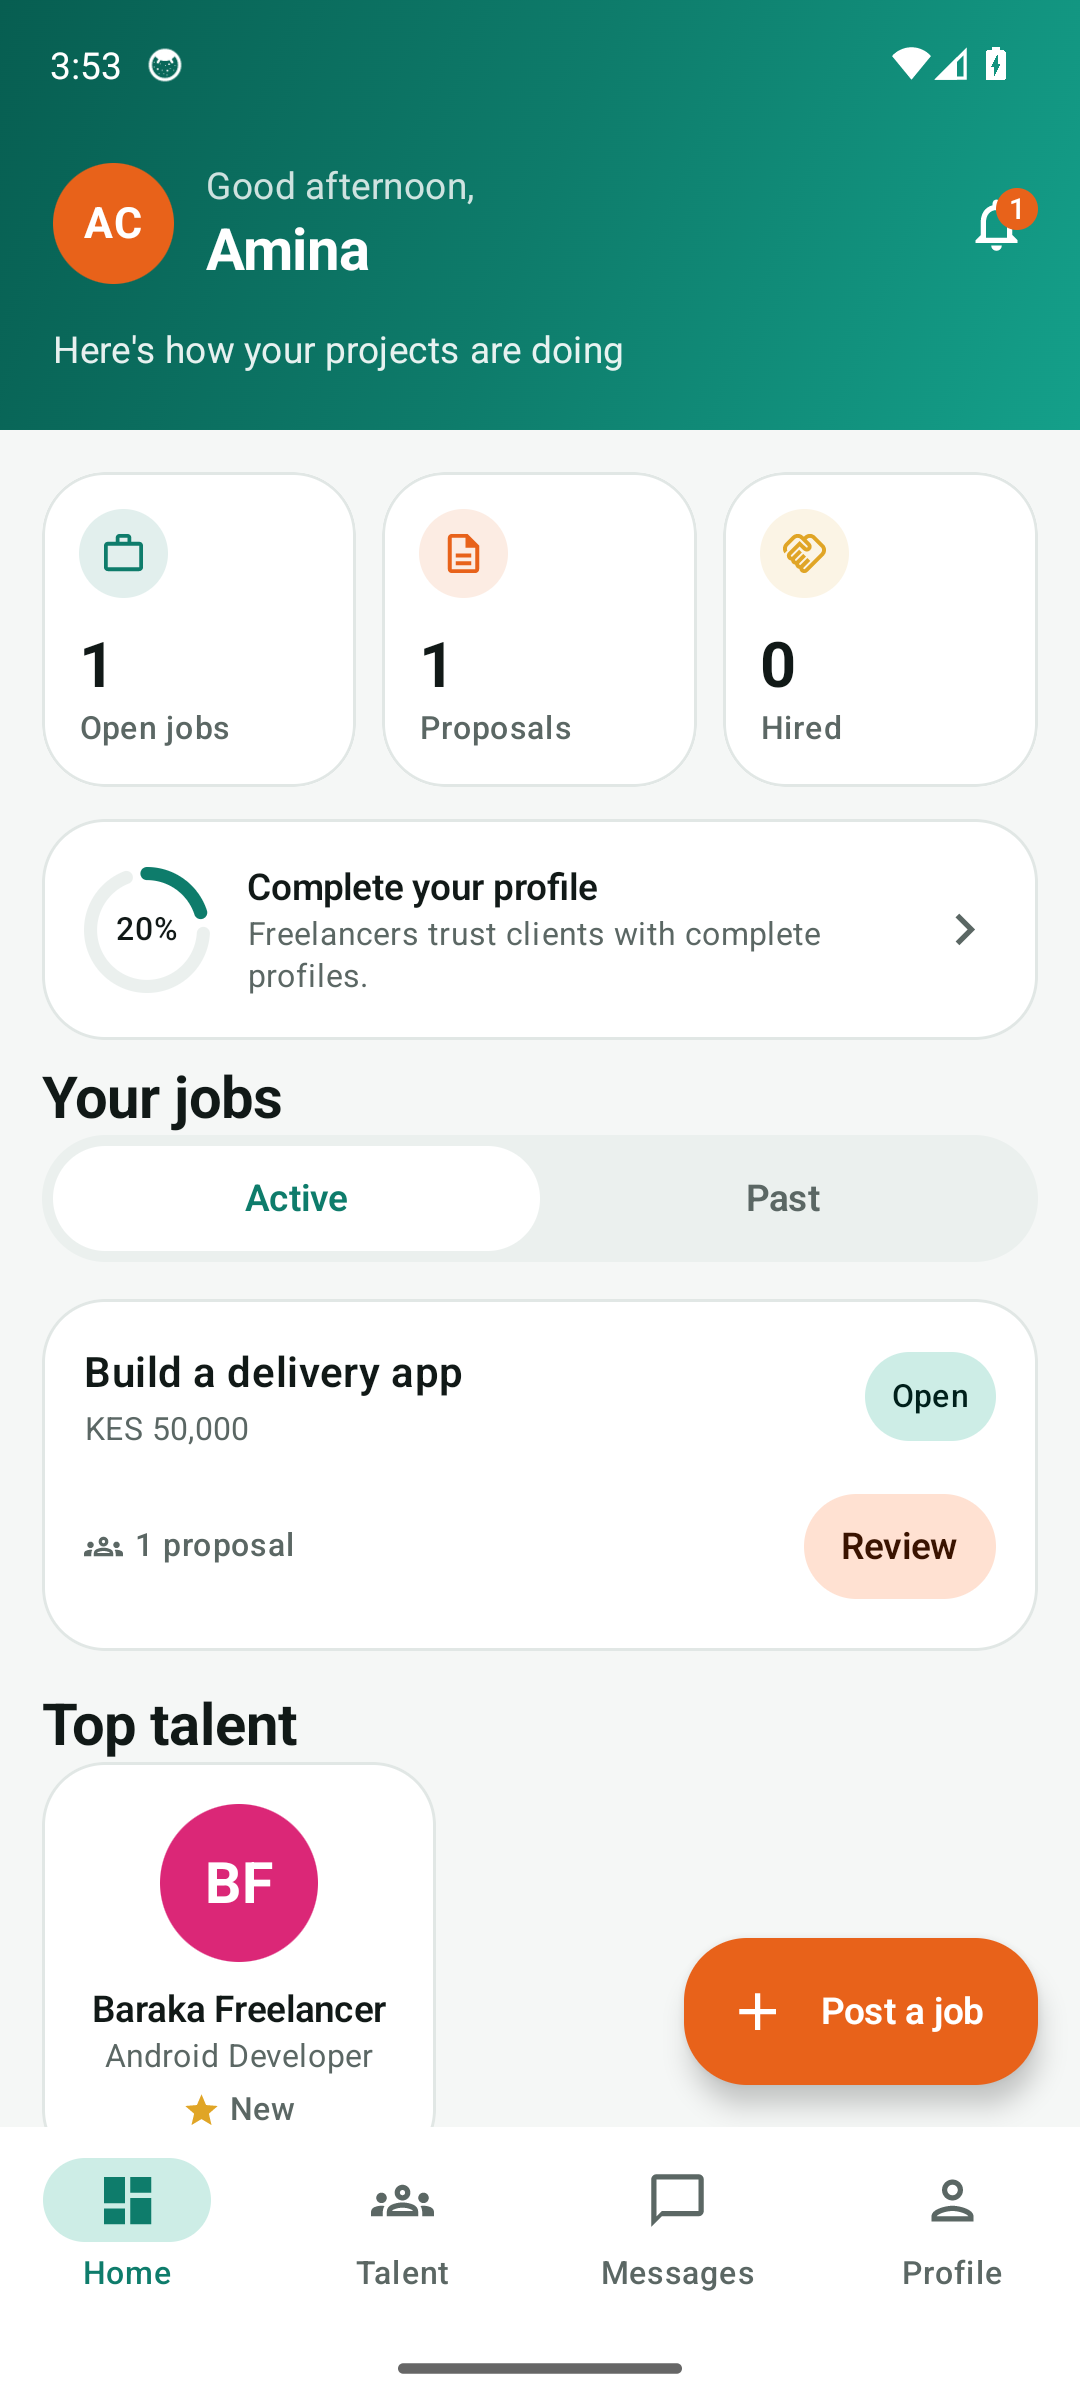 3:53
AC
Good afternoon,
Amina
1
Here's how your projects are doing
1
Open jobs
1
Proposals
0
Hired
20%
Complete your profile
Freelancers trust clients with complete
profiles.
Your jobs
Active
Past
Build a delivery app
KES 50,000
Open
1 proposal
Review
Top talent
BF
Baraka Freelancer
Android Developer
New
Post a job
Home
Talent
Messages
Profile